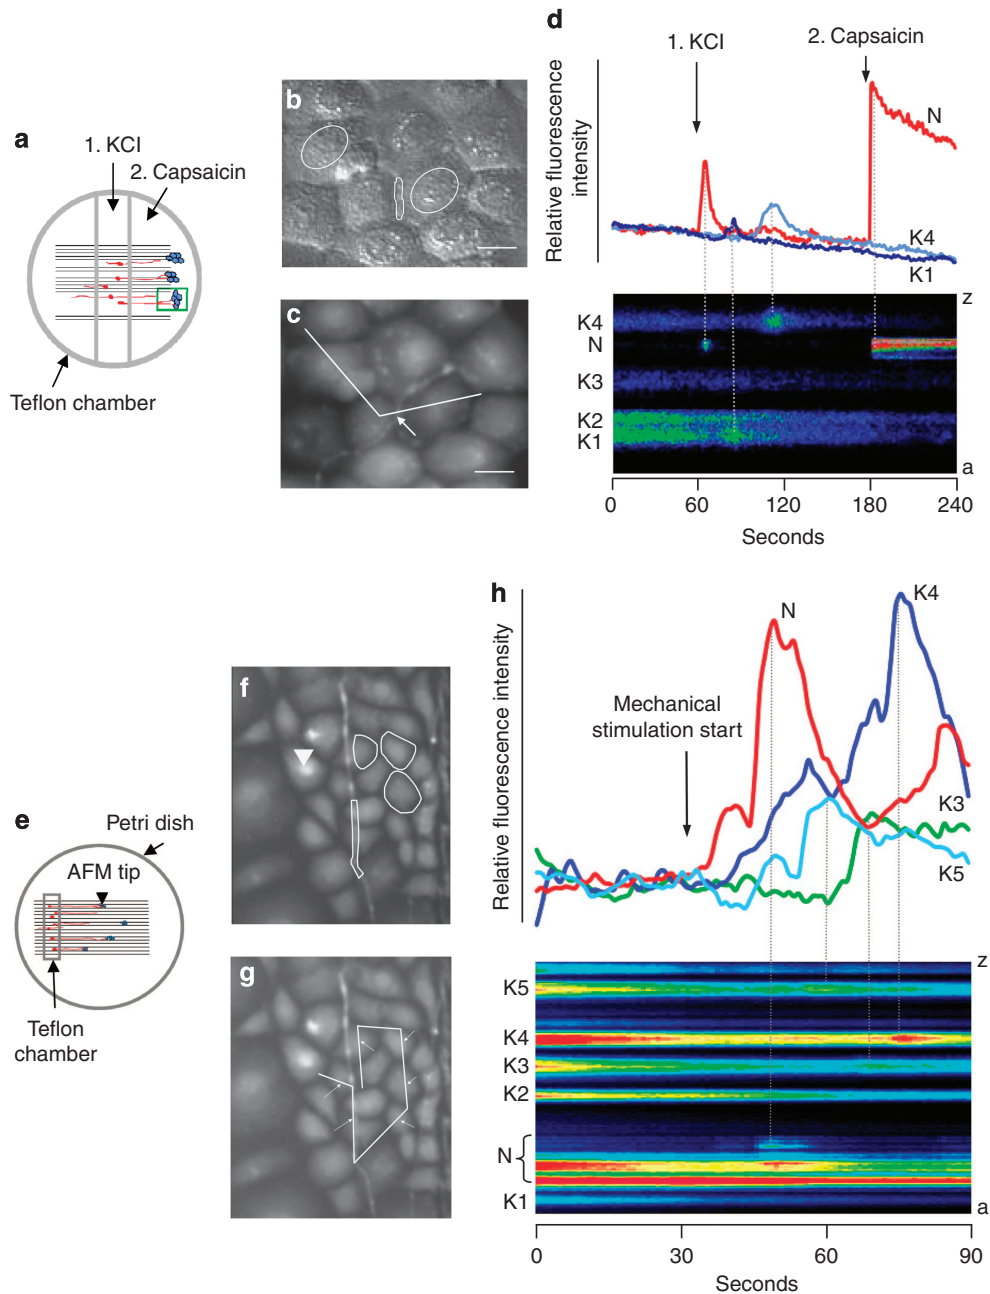 a
1. KCl
2. Capsaicin
Teflon chamber
b
c
d
1. KCl
2. Capsaicin
Relative fluorescence
intensity
N
K4
K1
z
K4
N
K3
K2
K1
a
0 60 120 180 240
Seconds
e
Petri dish
AFM tip
Teflon
chamber
f
g
h
Relative fluorescence intensity
Mechanical
stimulation start
N
K4
K3
K5
z
K5
K4
K3
K2
N
K1
a
0 30 60 90
Seconds